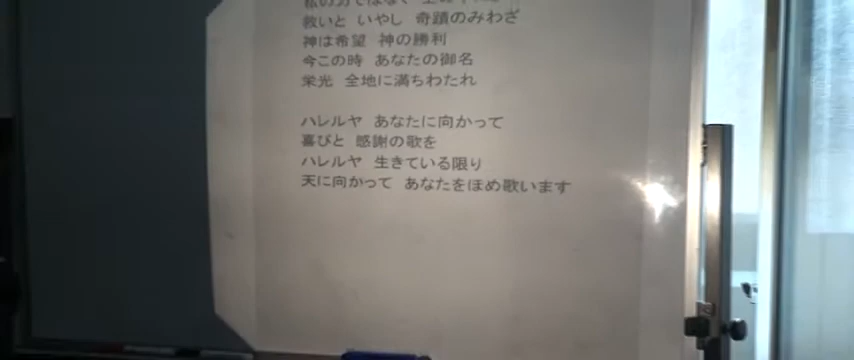 救いと いやし 奇蹟のみわざ
神は希望 神の勝利
今この時 あなたの御名
栄光 全地に満ちわたれ
ハレルヤ あなたに向かって
喜びと 感謝の歌を
ハレルヤ 生きている限り
天に向かって あなたをほめ歌います